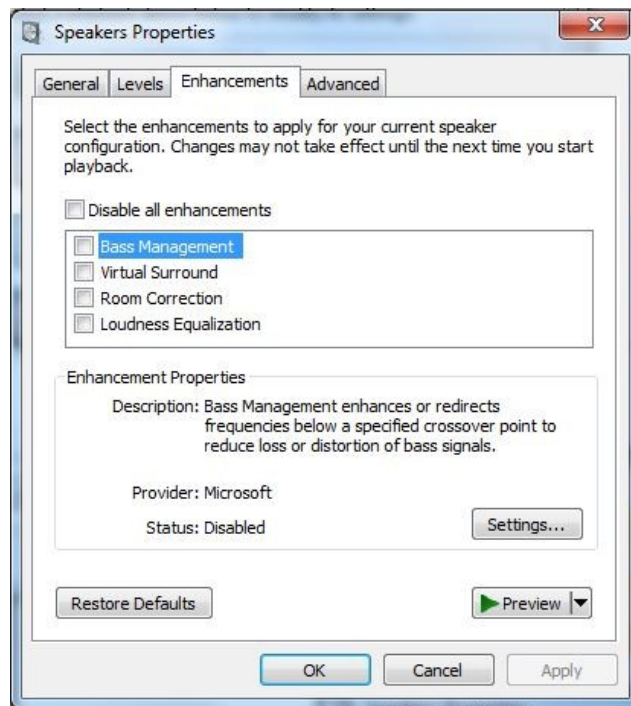 Speakers Properties
General Levels Enhancements Advanced
Select the enhancements to apply for your current speaker
configuration. Changes may not take effect until the next time you start
playback.
Disable all enhancements
Bass Management
Virtual Surround
Room Correction
Loudness Equalization
Enhancement Properties
Description: Bass Management enhances or redirects
frequencies below a specified crossover point to
reduce loss or distortion of bass signals.
Provider: Microsoft
Status: Disabled
Settings...
Restore Defaults
Preview
OK Cancel Apply